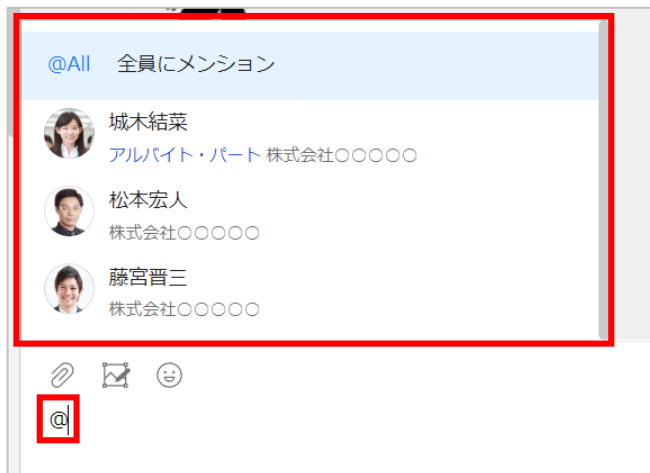 @All 全員にメンション
城木結菜
アルバイト・パート 株式会社○○○○○
松本宏人
株式会社○○○○○
藤宮晋三
株式会社○○○○○
@